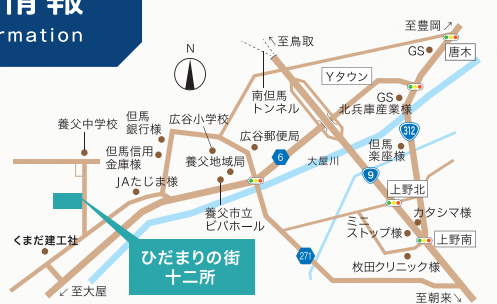 情報
rmation
N
至鳥取
至豊岡
GS
唐木
Yタウン
南但馬
トンネル
GS
北兵庫産業様
但馬
銀行様
広谷小学校
養父中学校
広谷郵便局
312
但馬
楽座様
但馬信用
金庫様
養父地域局
6
大屋川
9
JAたじま様
上野北
養父市立
ビバホール
カタシマ様
ミニ
ストップ様
上野南
くまだ建工社
ひだまりの街
十二所
271
枚田クリニック様
至大屋
至朝来